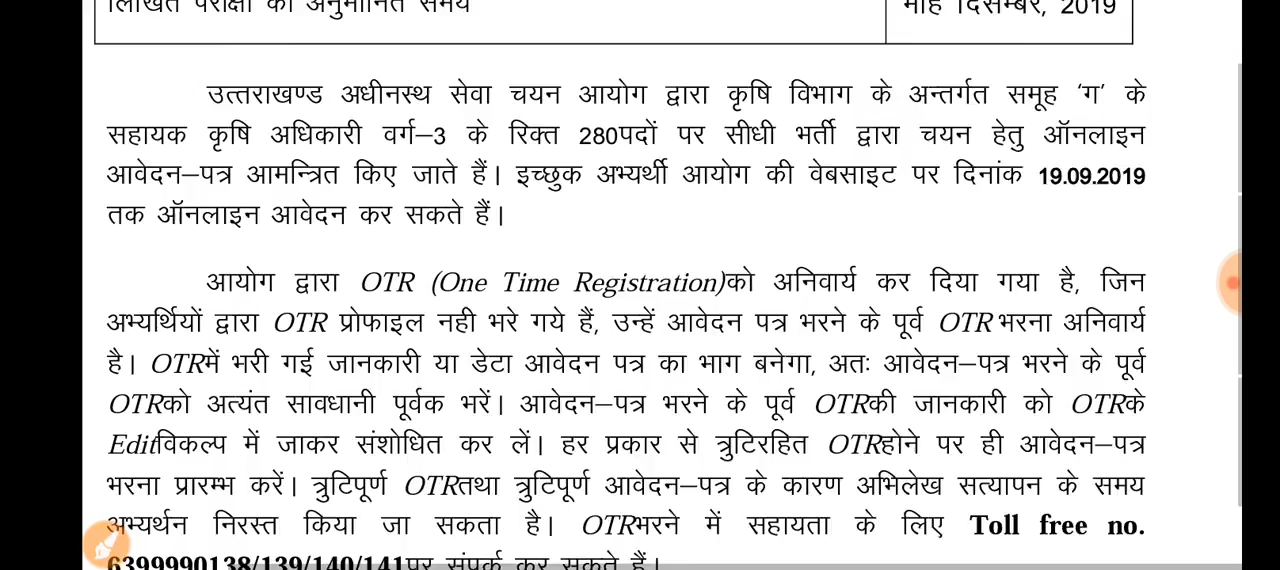 लिखित परीक्षा का अनुमानित समय माह दिसम्बर, 2019
उत्तराखण्ड अधीनस्थ सेवा चयन आयोग द्वारा कृषि विभाग के अन्तर्गत समूह 'ग' के
सहायक कृषि अधिकारी वर्ग–3 के रिक्त 280पदों पर सीधी भर्ती द्वारा चयन हेतु ऑनलाइन
आवेदन–पत्र आमन्त्रित किए जाते हैं। इच्छुक अभ्यर्थी आयोग की वेबसाइट पर दिनांक 19.09.2019
तक ऑनलाइन आवेदन कर सकते हैं।
आयोग द्वारा OTR (One Time Registration)को अनिवार्य कर दिया गया है, जिन
अभ्यर्थियों द्वारा OTR प्रोफाइल नही भरे गये हैं, उन्हें आवेदन पत्र भरने के पूर्व OTR भरना अनिवार्य
है। OTRमें भरी गई जानकारी या डेटा आवेदन पत्र का भाग बनेगा, अतः आवेदन–पत्र भरने के पूर्व
OTRको अत्यंत सावधानी पूर्वक भरें। आवेदन–पत्र भरने के पूर्व OTRकी जानकारी को OTRके
Editविकल्प में जाकर संशोधित कर लें। हर प्रकार से त्रुटिरहित OTRहोने पर ही आवेदन–पत्र
भरना प्रारम्भ करें। त्रुटिपूर्ण OTRतथा त्रुटिपूर्ण आवेदन–पत्र के कारण अभिलेख सत्यापन के समय
अभ्यर्थन निरस्त किया जा सकता है। OTRभरने में सहायता के लिए Toll free no.
6399990138/139/140/141पर संपर्क कर सकते हैं।